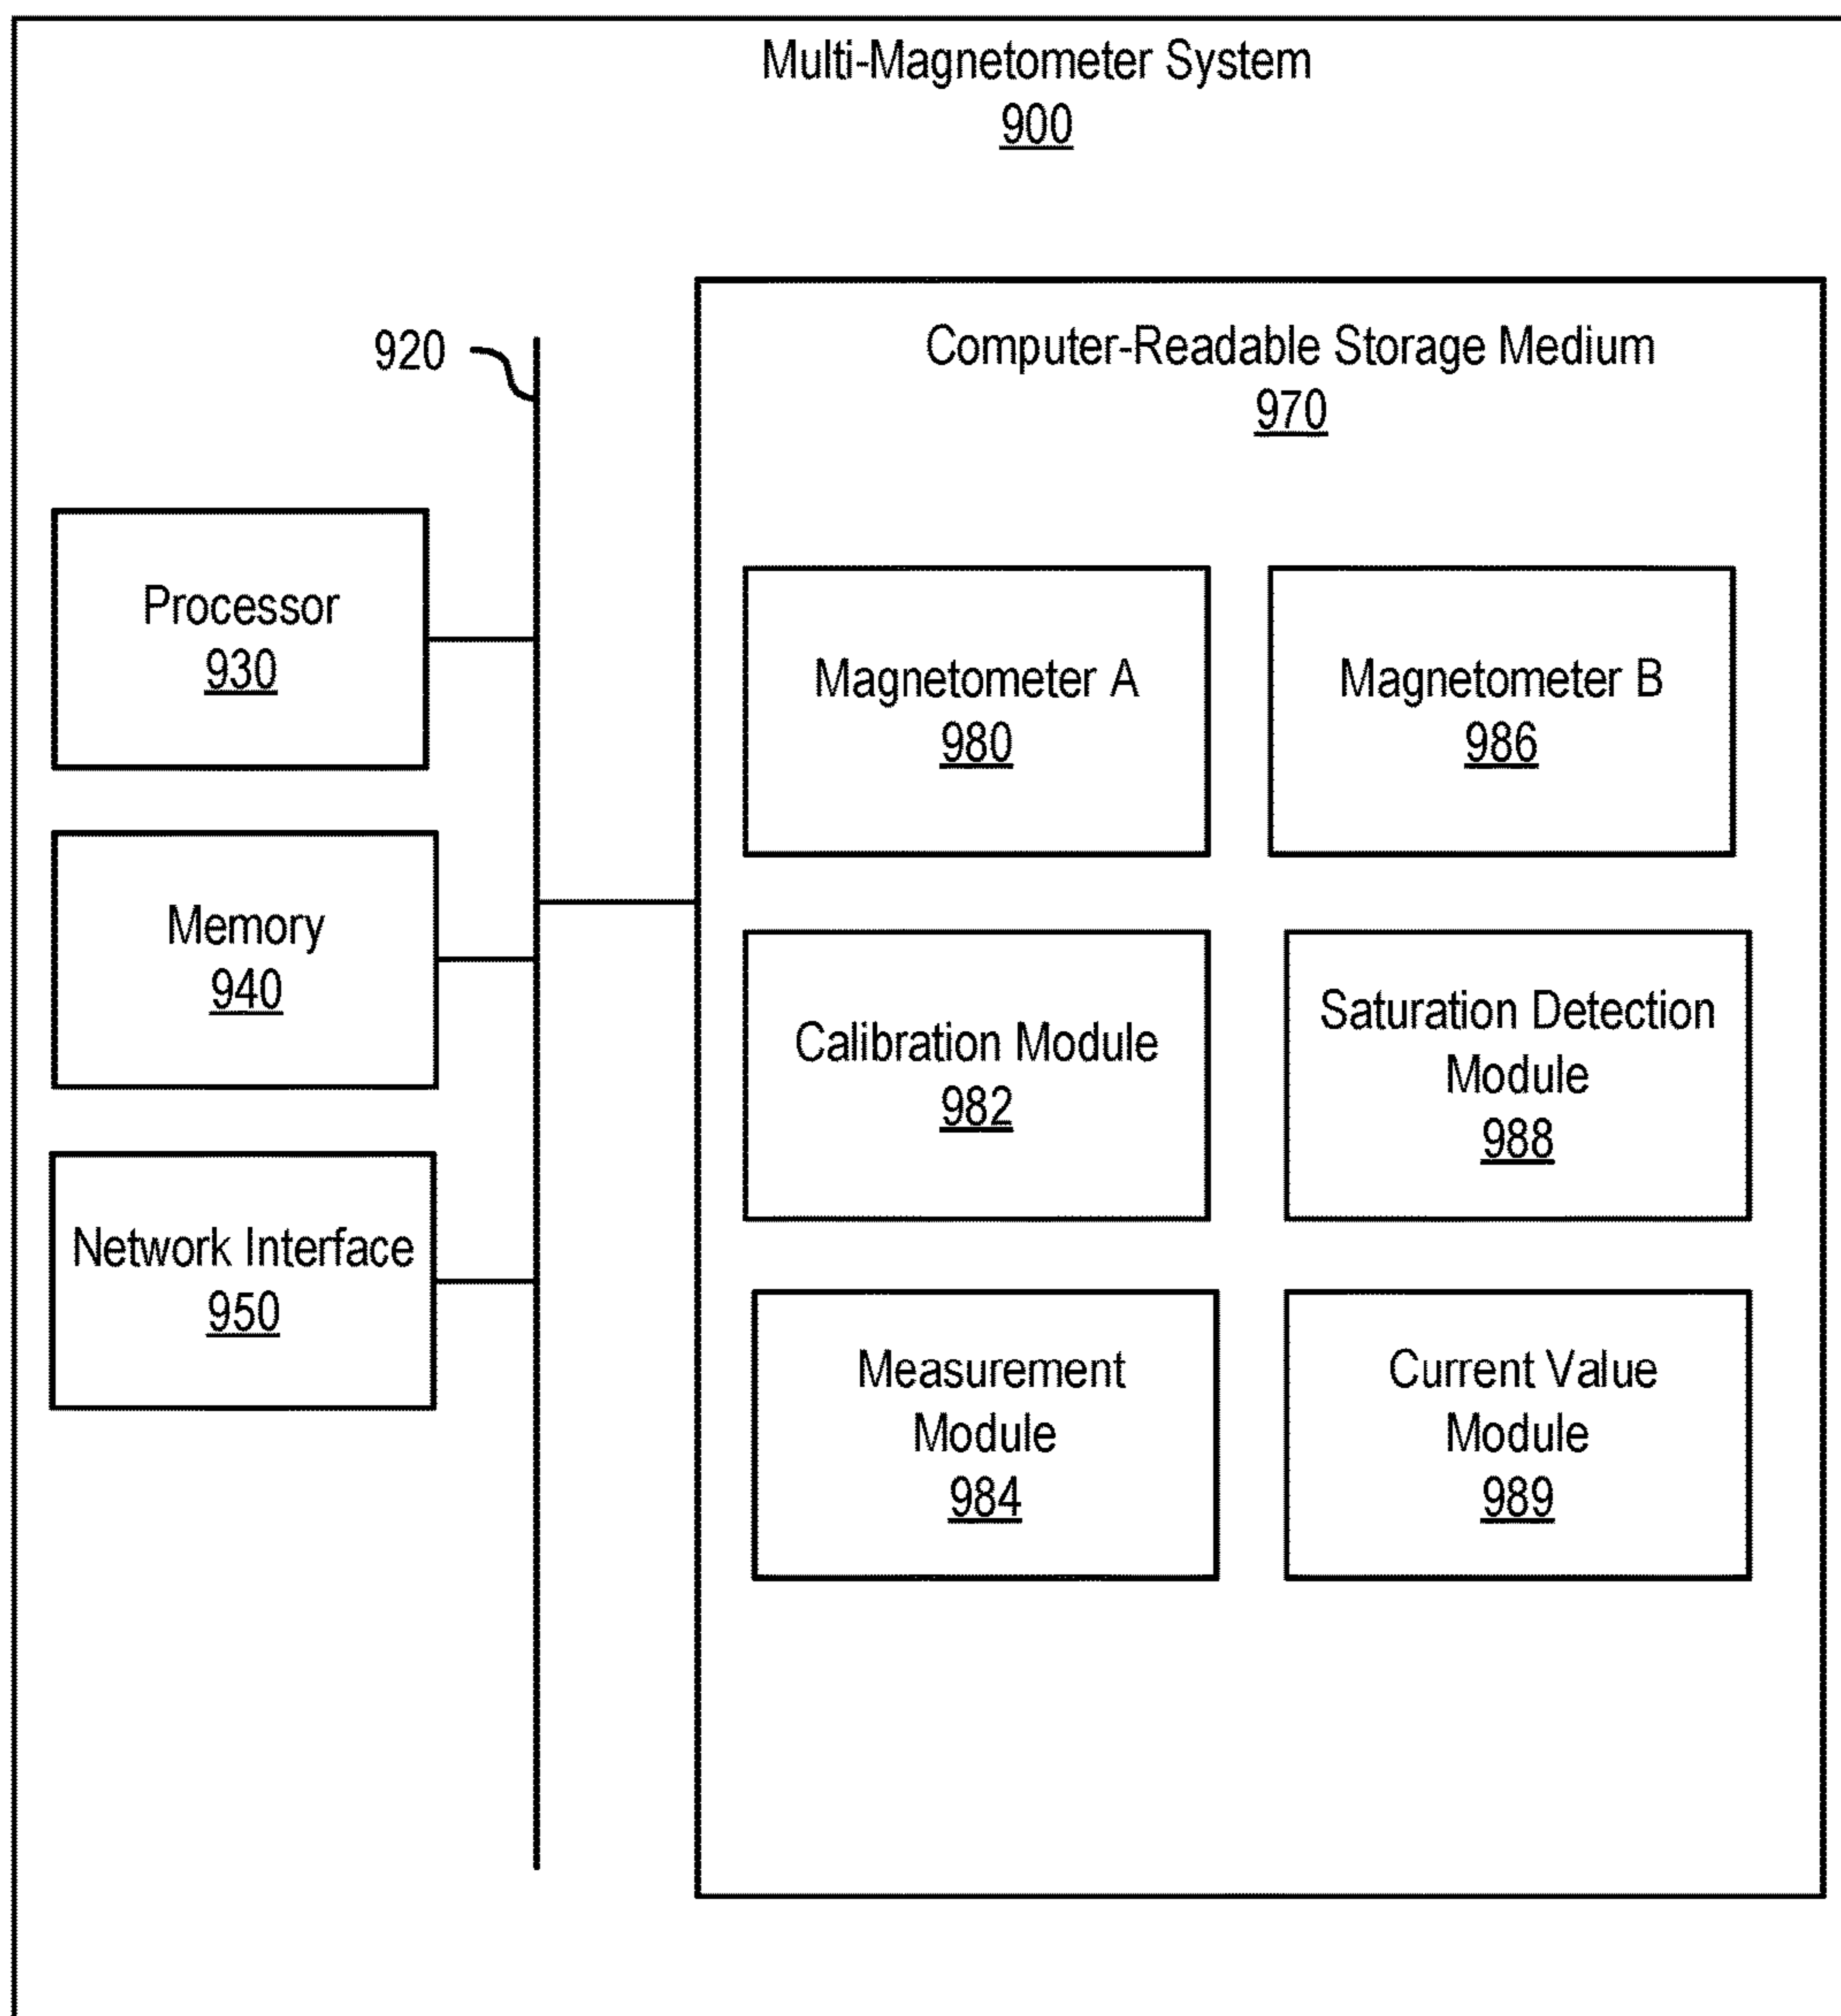 Multi-Magnetometer System
900
920
Computer-Readable Storage Medium
970
Processor
930
Memory
940
Network Interface
950
Magnetometer A
980
Magnetometer B
986
Calibration Module
982
Saturation Detection
Module
988
Measurement
Module
984
Current Value
Module
989